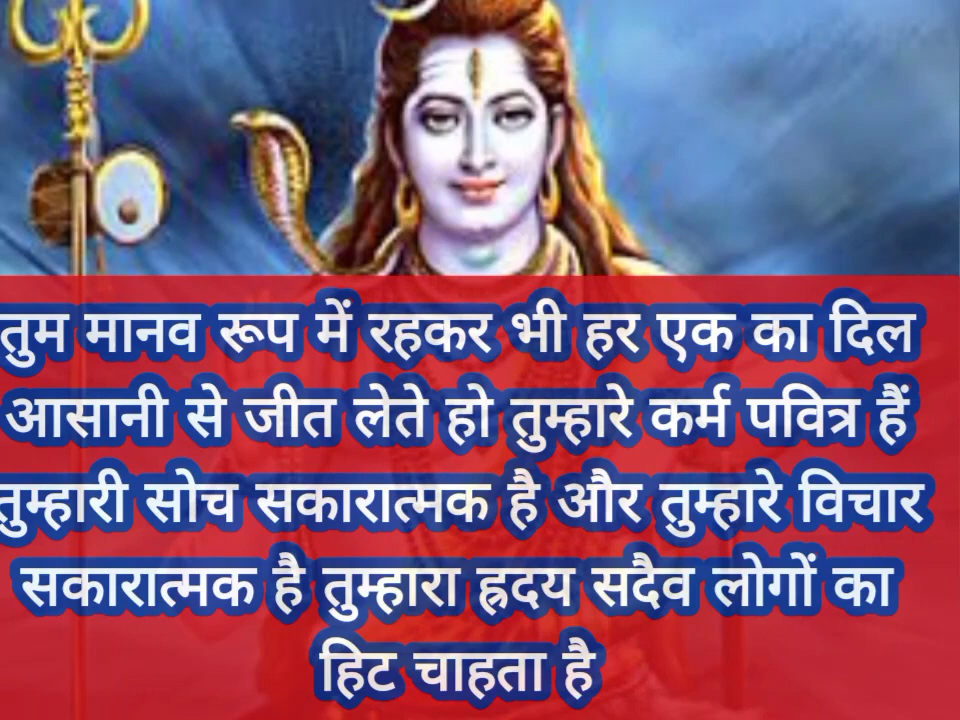 तुम मानव रूप में रहकर भी हर एक का दिल
आसानी से जीत लेते हो तुम्हारे कर्म पवित्र हैं
तुम्हारी सोच सकारात्मक है और तुम्हारे विचार
सकारात्मक है तुम्हारा ह्रदय सदैव लोगों का
हिट चाहता है